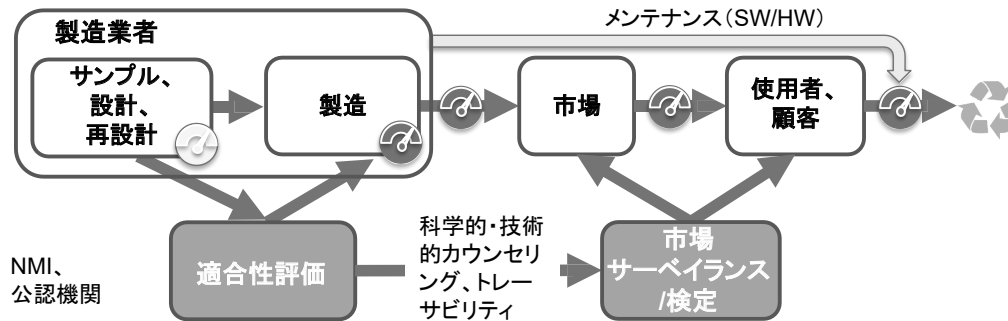 メンテナンス（SW/HW）
製造業者
サンプル、
設計、
再設計
製造
市場
使用者、
顧客
NMI、
公認機関
適合性評価
科学的・技術
的カウンセリ
ング、トレー
サビリティ
市場
サーベイランス
/検定